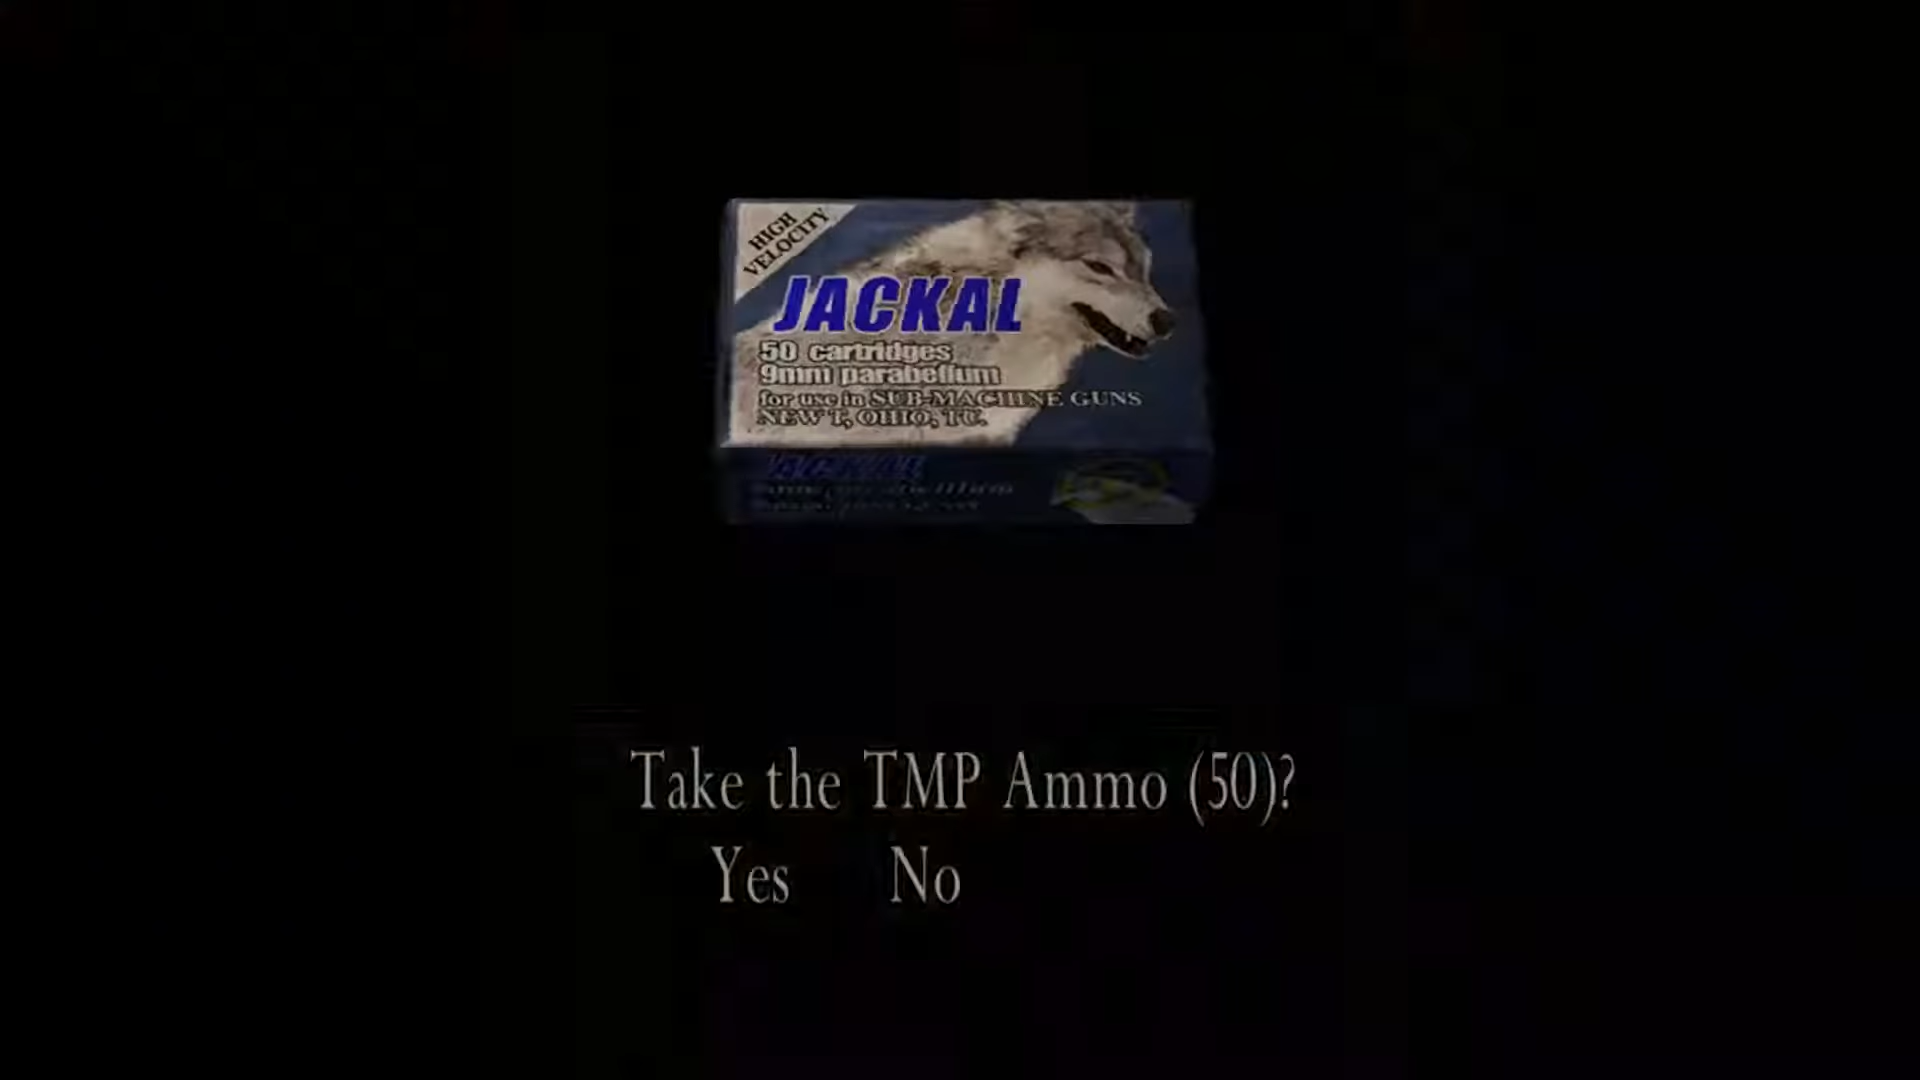 HIGH
VELOCITY
JACKAL
50 cartridges
9mm parabellum
for use in SUB-MACHINE GUNS
NEW T, OHIO, TC.
JACKAL
Take the TMP Ammo (50)?
Yes No